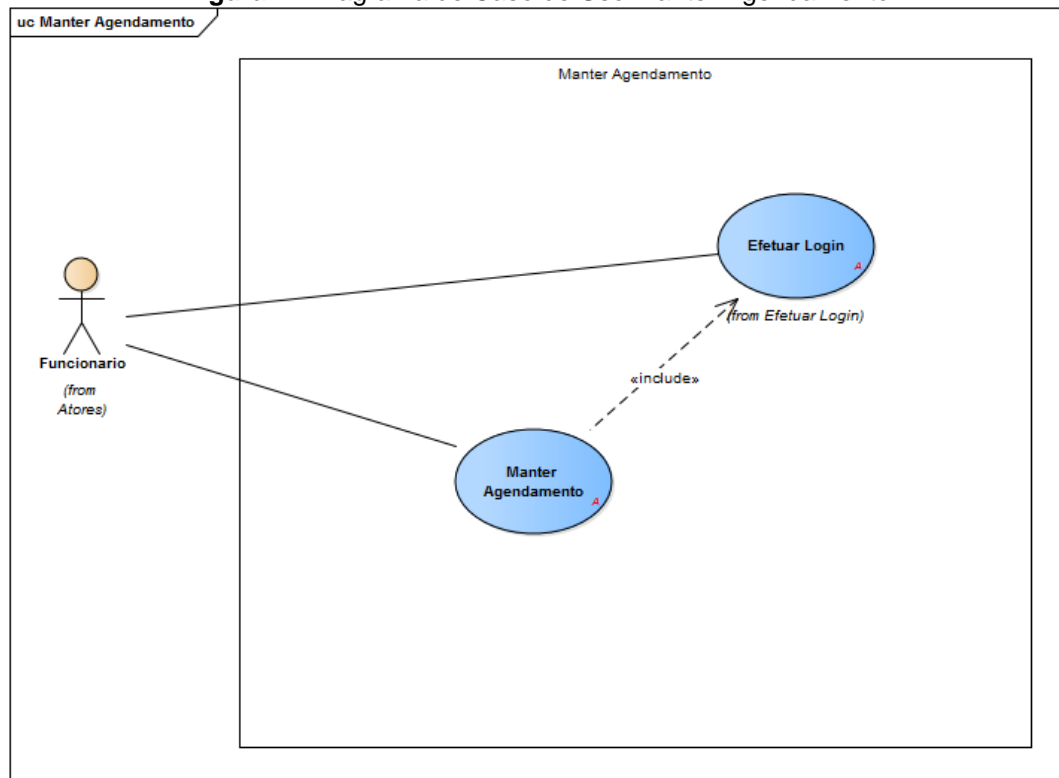 uc Manter Agendamento
Manter Agendamento
Efetuar Login
A
(from Efetuar Login)
Funcionario
(from
Atores)
«include»
Manter
Agendamento
A